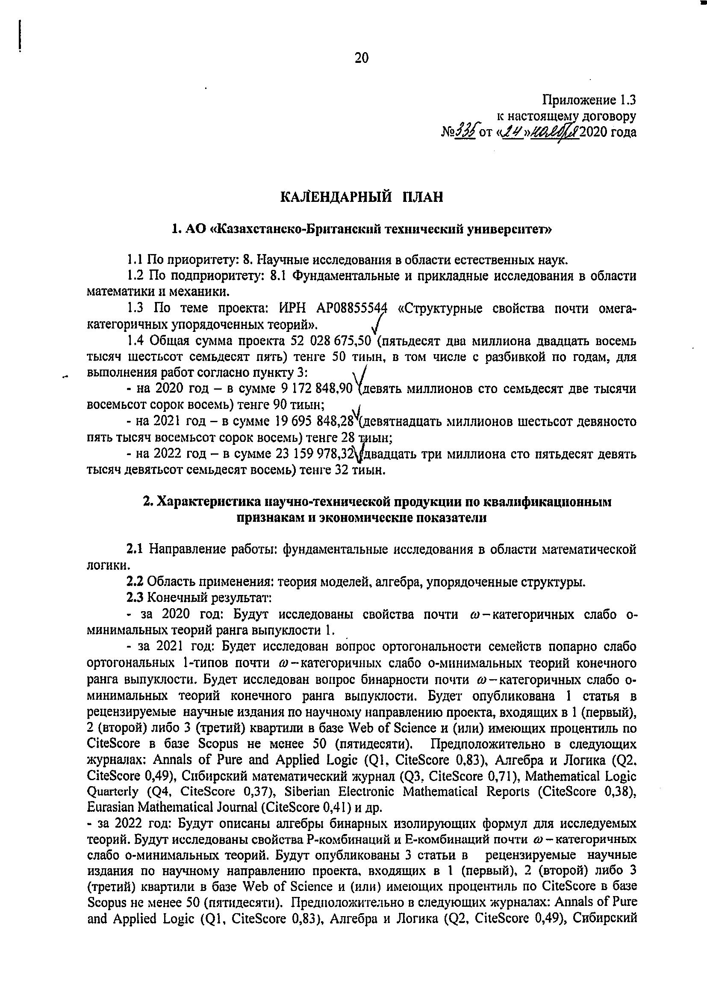 20
Приложение 1.3
к настоящему договору
№335 от «24» ноября 2020 года
КАЛЕНДАРНЫЙ ПЛАН
1. АО «Казахстанско-Британский технический университет»
1.1 По приоритету: 8. Научные исследования в области естественных наук.
1.2 По подприоритету: 8.1 Фундаментальные и прикладные исследования в области
математики и механики.
1.3 По теме проекта: ИРН АР08855544 «Структурные свойства почти омега-
категоричных упорядоченных теорий».
1.4 Общая сумма проекта 52 028 675,50 (пятьдесят два миллиона двадцать восемь
тысяч шестьсот семьдесят пять) тенге 50 тиын, в том числе с разбивкой по годам, для
выполнения работ согласно пункту 3:
- на 2020 год – в сумме 9 172 848,90 (девять миллионов сто семьдесят две тысячи
восемьсот сорок восемь) тенге 90 тиын;
- на 2021 год – в сумме 19 695 848,28 (девятнадцать миллионов шестьсот девяносто
пять тысяч восемьсот сорок восемь) тенге 28 тиын;
- на 2022 год – в сумме 23 159 978,32 (двадцать три миллиона сто пятьдесят девять
тысяч девятьсот семьдесят восемь) тенге 32 тиын.
2. Характеристика научно-технической продукции по квалификационным
признакам и экономические показатели
2.1 Направление работы: фундаментальные исследования в области математической
логики.
2.2 Область применения: теория моделей, алгебра, упорядоченные структуры.
2.3 Конечный результат:
- за 2020 год: Будут исследованы свойства почти ω–категоричных слабо о-
минимальных теорий ранга выпуклости 1.
- за 2021 год: Будет исследован вопрос ортогональности семейств попарно слабо
ортогональных 1-типов почти ω–категоричных слабо о-минимальных теорий конечного
ранга выпуклости. Будет исследован вопрос бинарности почти ω–категоричных слабо о-
минимальных теорий конечного ранга выпуклости. Будет опубликована 1 статья в
рецензируемые научные издания по научному направлению проекта, входящих в 1 (первый),
2 (второй) либо 3 (третий) квартили в базе Web of Science и (или) имеющих процентиль по
CiteScore в базе Scopus не менее 50 (пятидесяти). Предположительно в следующих
журналах: Annals of Pure and Applied Logic (Q1, CiteScore 0,83), Алгебра и Логика (Q2,
CiteScore 0,49), Сибирский математический журнал (Q3, CiteScore 0,71), Mathematical Logic
Quarterly (Q4, CiteScore 0,37), Siberian Electronic Mathematical Reports (CiteScore 0,38),
Eurasian Mathematical Journal (CiteScore 0,41) и др.
- за 2022 год: Будут описаны алгебры бинарных изолирующих формул для исследуемых
теорий. Будут исследованы свойства Р-комбинаций и Е-комбинаций почти ω – категоричных
слабо о-минимальных теорий. Будут опубликованы 3 статьи в рецензируемые научные
издания по научному направлению проекта, входящих в 1 (первый), 2 (второй) либо 3
(третий) квартили в базе Web of Science и (или) имеющих процентиль по CiteScore в базе
Scopus не менее 50 (пятидесяти). Предположительно в следующих журналах: Annals of Pure
and Applied Logic (Q1, CiteScore 0,83), Алгебра и Логика (Q2, CiteScore 0,49), Сибирский